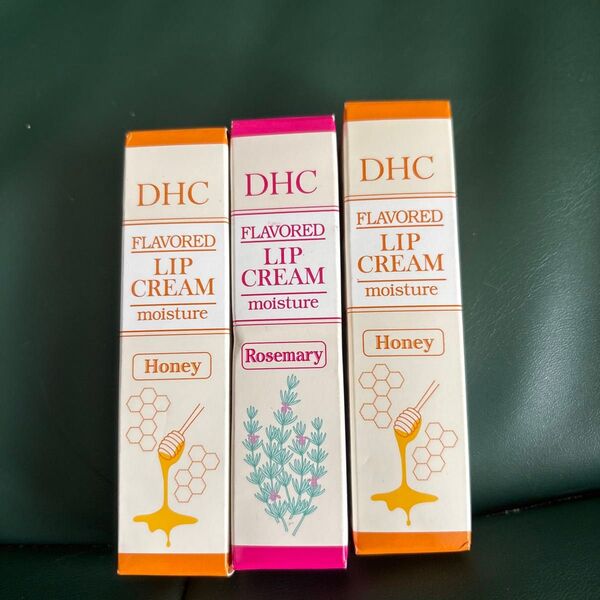 DHC
FLAVORED
LIP
CREAM
moisture
Honey
DHC
FLAVORED
LIP
CREAM
moisture
Rosemary
DHC
FLAVORED
LIP
CREAM
moisture
Honey